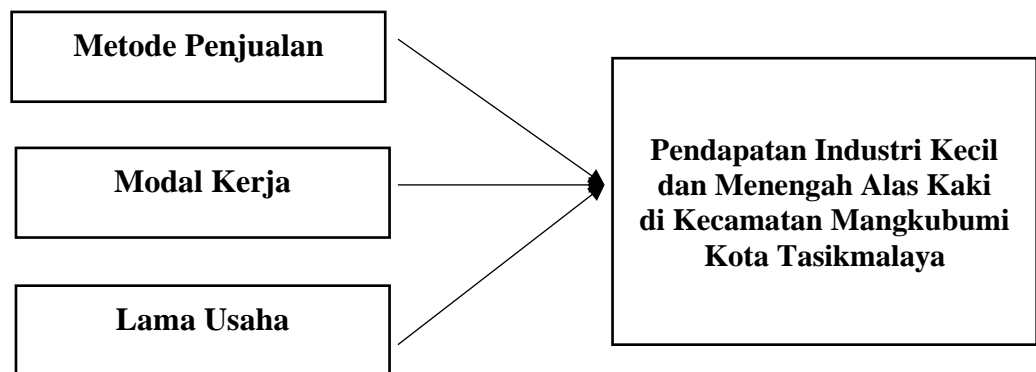 Metode Penjualan
Modal Kerja
Lama Usaha
Pendapatan Industri Kecil
dan Menengah Alas Kaki
di Kecamatan Mangkubumi
Kota Tasikmalaya